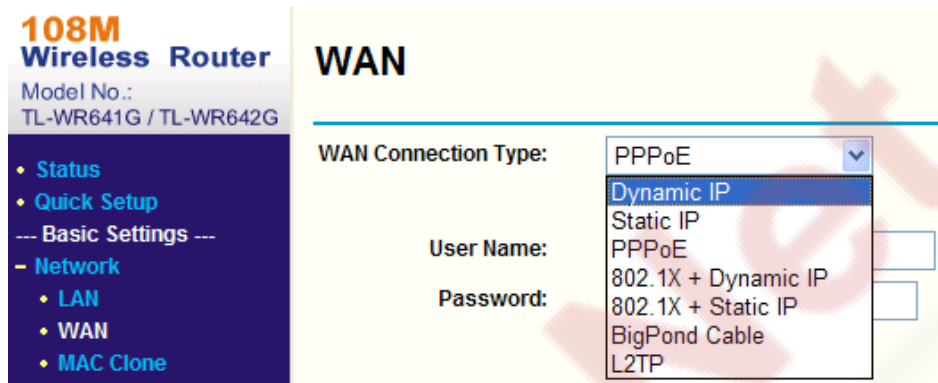 108M
Wireless Router
Model No.:
TL-WR641G / TL-WR642G
• Status
• Quick Setup
--- Basic Settings ---
– Network
• LAN
• WAN
• MAC Clone
WAN
WAN Connection Type:
PPPoE
Dynamic IP
Static IP
PPPoE
802.1X + Dynamic IP
802.1X + Static IP
BigPond Cable
L2TP
User Name:
Password: